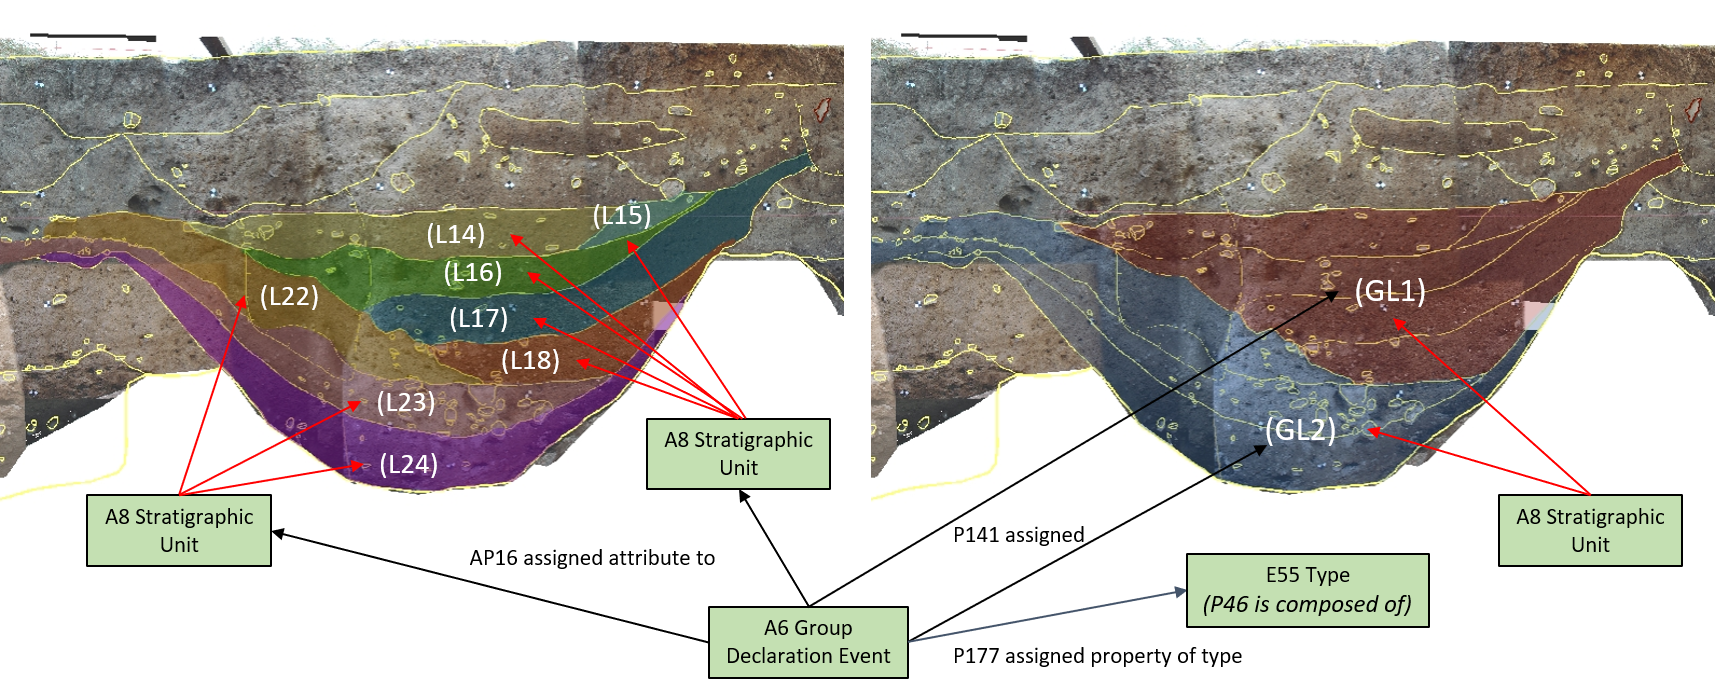 (L14)
(L15)
(L16)
(L22)
(L17)
(L18)
(L23)
(L24)
A8 Stratigraphic
Unit
A8 Stratigraphic
Unit
(GL1)
(GL2)
A8 Stratigraphic
Unit
AP16 assigned attribute to
P141 assigned
E55 Type
(P46 is composed of)
A6 Group
Declaration Event
P177 assigned property of type